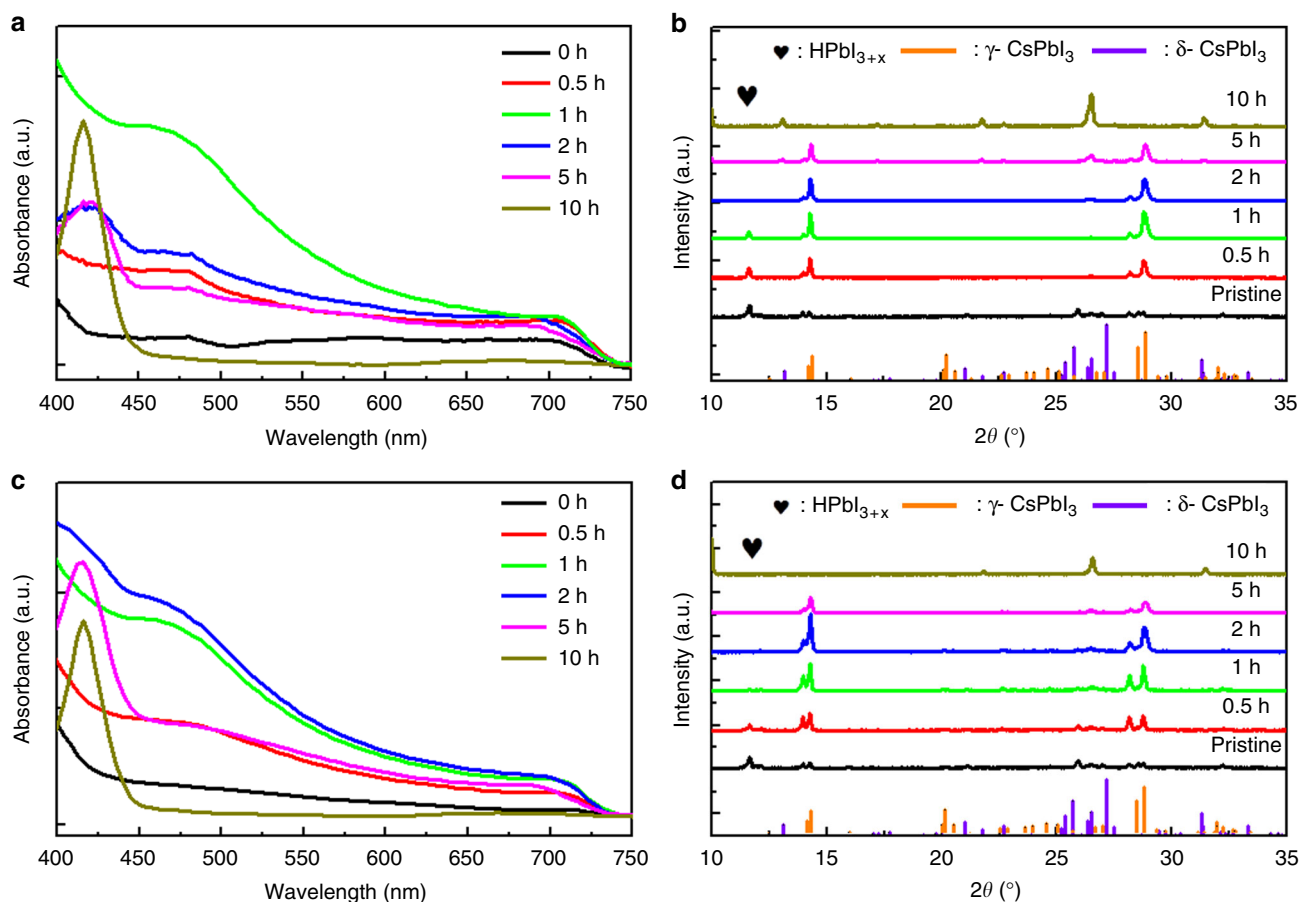 a
0 h
0.5 h
1 h
2 h
5 h
10 h
Absorbance (a.u.)
400 450 500 550 600 650 700 750
Wavelength (nm)
b
♥ : HPbI₃₊ₓ : γ- CsPbI₃ : δ- CsPbI₃
10 h
5 h
2 h
1 h
0.5 h
Pristine
Intensity (a.u.)
10 15 20 25 30 35
2θ (°)
c
0 h
0.5 h
1 h
2 h
5 h
10 h
Absorbance (a.u.)
400 450 500 550 600 650 700 750
Wavelength (nm)
d
♥ : HPbI₃₊ₓ : γ- CsPbI₃ : δ- CsPbI₃
10 h
5 h
2 h
1 h
0.5 h
Pristine
Intensity (a.u.)
10 15 20 25 30 35
2θ (°)